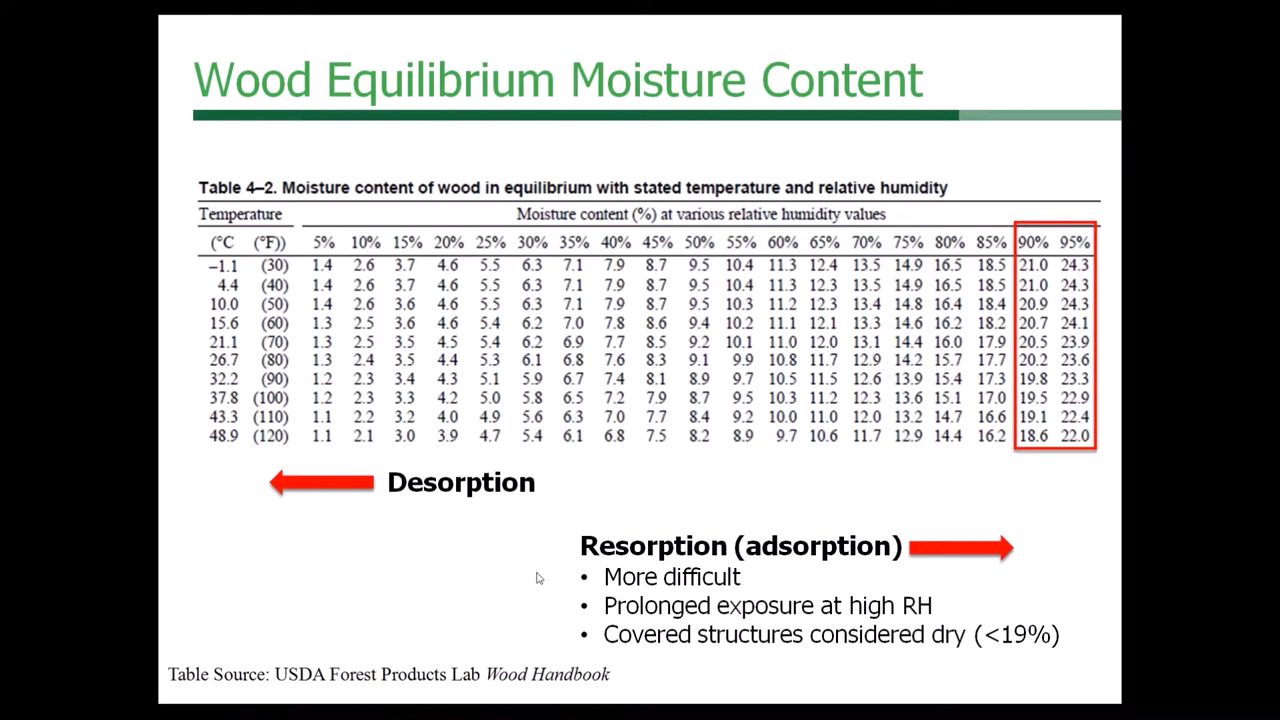 Wood Equilibrium Moisture Content
Table 4–2. Moisture content of wood in equilibrium with stated temperature and relative humidity
Temperature Moisture content (%) at various relative humidity values
(°C (°F)) 5% 10% 15% 20% 25% 30% 35% 40% 45% 50% 55% 60% 65% 70% 75% 80% 85% 90% 95%
−1.1 (30) 1.4 2.6 3.7 4.6 5.5 6.3 7.1 7.9 8.7 9.5 10.4 11.3 12.4 13.5 14.9 16.5 18.5 21.0 24.3
4.4 (40) 1.4 2.6 3.7 4.6 5.5 6.3 7.1 7.9 8.7 9.5 10.4 11.3 12.3 13.5 14.9 16.5 18.5 21.0 24.3
10.0 (50) 1.4 2.6 3.6 4.6 5.5 6.3 7.1 7.9 8.7 9.5 10.3 11.2 12.3 13.4 14.8 16.4 18.4 20.9 24.3
15.6 (60) 1.3 2.5 3.6 4.6 5.4 6.2 7.0 7.8 8.6 9.4 10.2 11.1 12.1 13.3 14.6 16.2 18.2 20.7 24.1
21.1 (70) 1.3 2.5 3.5 4.5 5.4 6.2 6.9 7.7 8.5 9.2 10.1 11.0 12.0 13.1 14.4 16.0 17.9 20.5 23.9
26.7 (80) 1.3 2.4 3.5 4.4 5.3 6.1 6.8 7.6 8.3 9.1 9.9 10.8 11.7 12.9 14.2 15.7 17.7 20.2 23.6
32.2 (90) 1.2 2.3 3.4 4.3 5.1 5.9 6.7 7.4 8.1 8.9 9.7 10.5 11.5 12.6 13.9 15.4 17.3 19.8 23.3
37.8 (100) 1.2 2.3 3.3 4.2 5.0 5.8 6.5 7.2 7.9 8.7 9.5 10.3 11.2 12.3 13.6 15.1 17.0 19.5 22.9
43.3 (110) 1.1 2.2 3.2 4.0 4.9 5.6 6.3 7.0 7.7 8.4 9.2 10.0 11.0 12.0 13.2 14.7 16.6 19.1 22.4
48.9 (120) 1.1 2.1 3.0 3.9 4.7 5.4 6.1 6.8 7.5 8.2 8.9 9.7 10.6 11.7 12.9 14.4 16.2 18.6 22.0
Desorption
Resorption (adsorption)
• More difficult
• Prolonged exposure at high RH
• Covered structures considered dry (<19%)
Table Source: USDA Forest Products Lab Wood Handbook